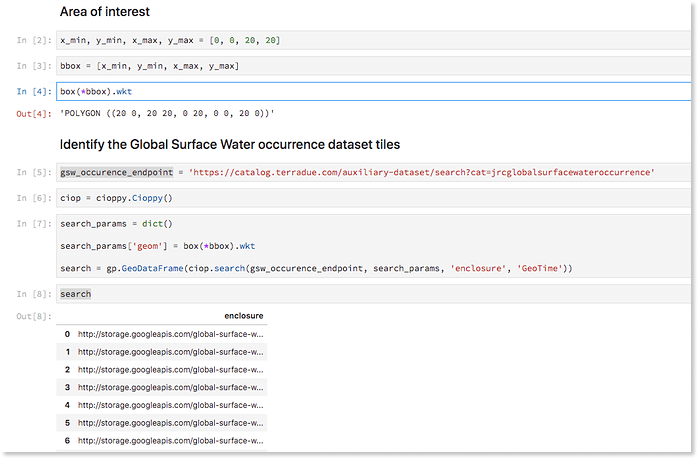 Area of interest
In [2]: x_min, y_min, x_max, y_max = [0, 0, 20, 20]
In [3]: bbox = [x_min, y_min, x_max, y_max]
In [4]: box(*bbox).wkt
Out[4]: 'POLYGON ((20 0, 20 20, 0 20, 0 0, 20 0))'
Identify the Global Surface Water occurrence dataset tiles
In [5]: gsw_occurence_endpoint = 'https://catalog.terradue.com/auxiliary-dataset/search?cat=jrcglobalsurfacewateroccurrence'
In [6]: ciop = cioppy.Cioppy()
In [7]: search_params = dict()
search_params['geom'] = box(*bbox).wkt
search = gp.GeoDataFrame(ciop.search(gsw_occurence_endpoint, search_params, 'enclosure', 'GeoTime'))
In [8]: search
Out[8]:
enclosure
0 http://storage.googleapis.com/global-surface-w...
1 http://storage.googleapis.com/global-surface-w...
2 http://storage.googleapis.com/global-surface-w...
3 http://storage.googleapis.com/global-surface-w...
4 http://storage.googleapis.com/global-surface-w...
5 http://storage.googleapis.com/global-surface-w...
6 http://storage.googleapis.com/global-surface-w...